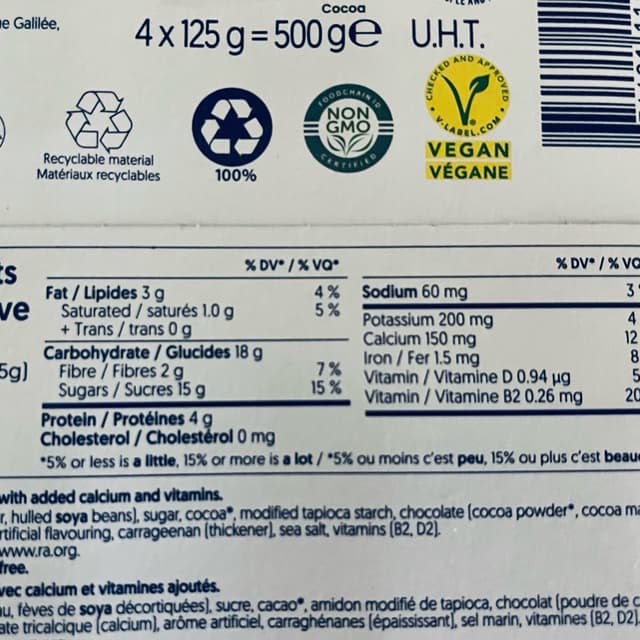 Cocoa
e Galilée,
4 x 125 g = 500 g e U.H.T.
FOODCHAIN ID
NON
GMO
CERTIFIED
CHECKED AND APPROVED
V-LABEL.COM
VEGAN
VÉGANE
Recyclable material
Matériaux recyclables
100%
ts
ve
5g)
% DV* / % VQ*
Fat / Lipides 3 g 4 %
Saturated / saturés 1.0 g 5 %
+ Trans / trans 0 g
Carbohydrate / Glucides 18 g
Fibre / Fibres 2 g 7 %
Sugars / Sucres 15 g 15 %
Protein / Protéines 4 g
Cholesterol / Cholestérol 0 mg
% DV* / % VQ
Sodium 60 mg 3
Potassium 200 mg 4
Calcium 150 mg 12
Iron / Fer 1.5 mg 8
Vitamin / Vitamine D 0.94 µg 5
Vitamin / Vitamine B2 0.26 mg 20
*5% or less is a little, 15% or more is a lot / *5% ou moins c'est peu, 15% ou plus c'est beau
with added calcium and vitamins.
r, hulled soya beans), sugar, cocoa*, modified tapioca starch, chocolate (cocoa powder*, cocoa ma
rtificial flavouring, carrageenan (thickener), sea salt, vitamins (B2, D2).
www.ra.org.
free.
vec calcium et vitamines ajoutés.
au, fèves de soya décortiquées), sucre, cacao*, amidon modifié de tapioca, chocolat (poudre de c
ate tricalcique (calcium), arôme artificiel, carraghénanes (épaississant), sel marin, vitamines (B2, D2)